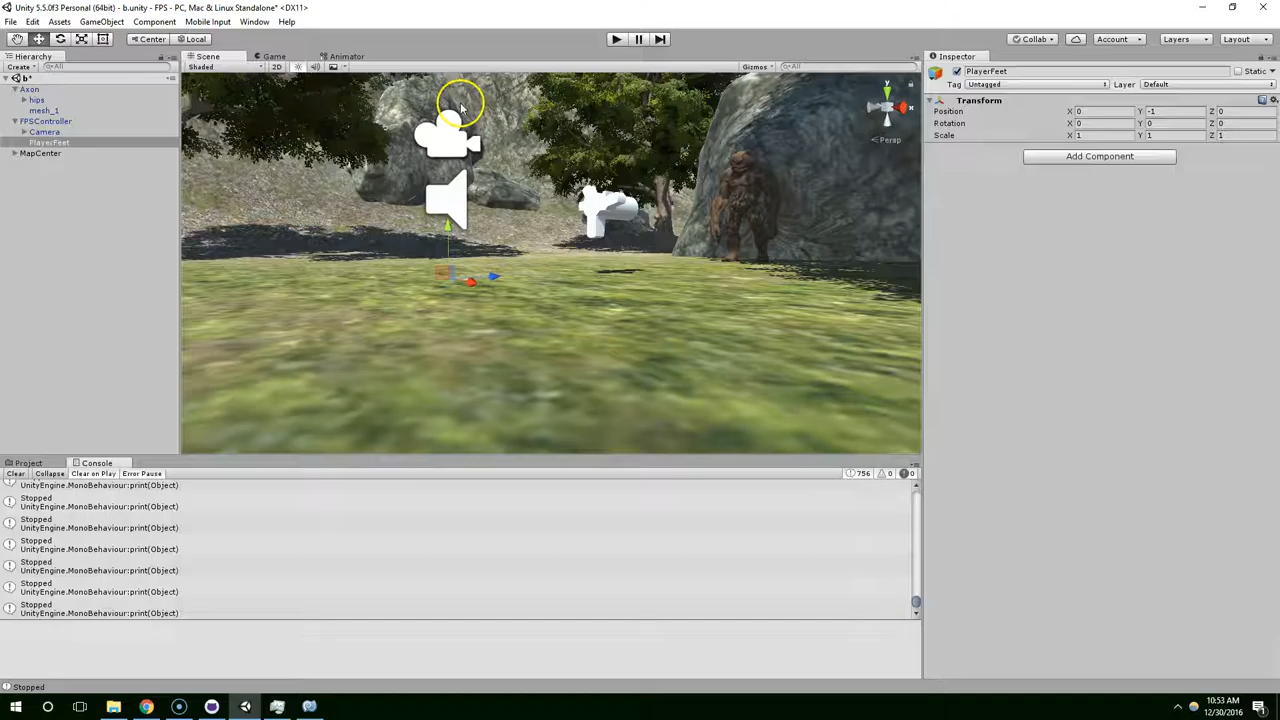 Unity 5.5.0f3 Personal (64bit) - b.unity - FPS - PC, Mac & Linux Standalone* <DX11>
File Edit Assets GameObject Component Mobile Input Window Help
Center Local Collab Account Layers Layout
Hierarchy
Create All
b*
Axon
hips
mesh_1
FPSController
Camera
PlayerFeet
MapCenter
Scene Game Animator
Shaded 2D Gizmos All
y
x
Persp
Inspector
PlayerFeet Static
Tag Untagged Layer Default
Transform
Position X 0 Y -1 Z 0
Rotation X 0 Y 0 Z 0
Scale X 1 Y 1 Z 1
Add Component
Project Console
Clear Collapse Clear on Play Error Pause 756 0 0
UnityEngine.MonoBehaviour:print(Object)
Stopped
UnityEngine.MonoBehaviour:print(Object)
Stopped
UnityEngine.MonoBehaviour:print(Object)
Stopped
UnityEngine.MonoBehaviour:print(Object)
Stopped
UnityEngine.MonoBehaviour:print(Object)
Stopped
UnityEngine.MonoBehaviour:print(Object)
Stopped
UnityEngine.MonoBehaviour:print(Object)
Stopped
10:53 AM
12/30/2016